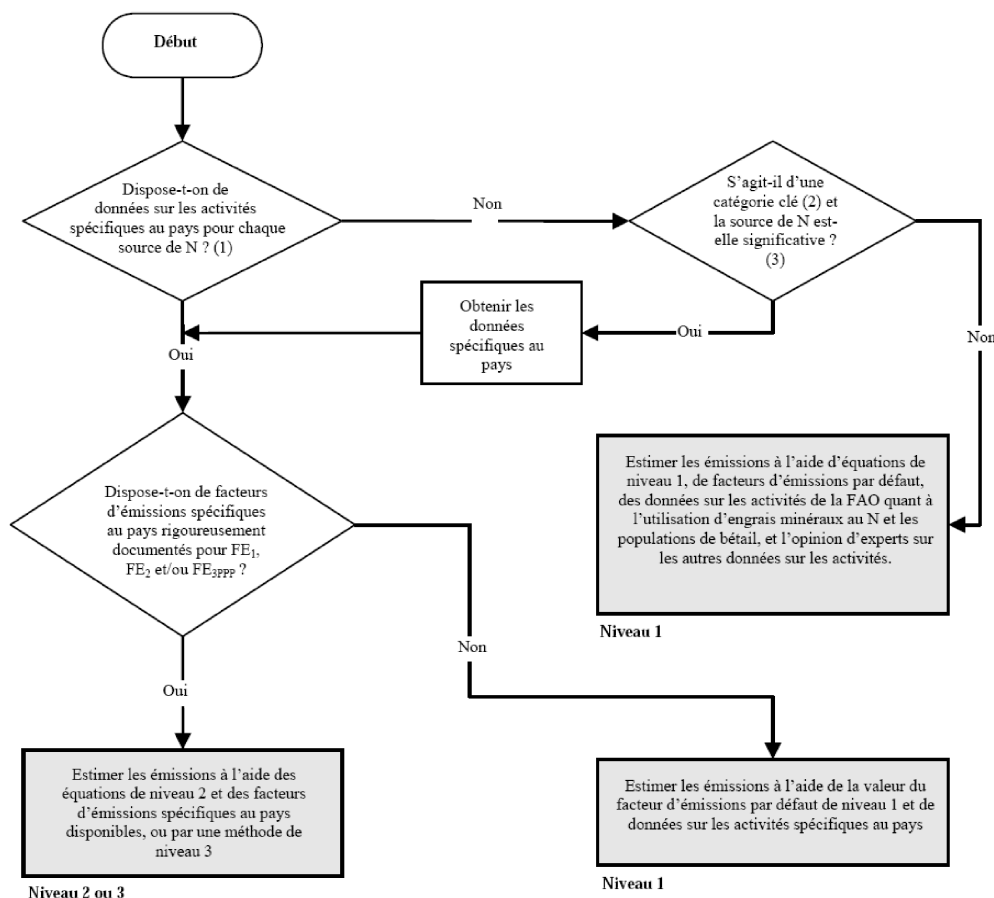 Début
Dispose-t-on de
données sur les activités
spécifiques au pays pour chaque
source de N ? (1)
Non
S’agit-il d’une
catégorie clé (2) et
la source de N est-
elle significative ?
(3)
Obtenir les
données
spécifiques au
pays
Oui
Non
Oui
Dispose-t-on de facteurs
d’émissions spécifiques
au pays rigoureusement
documentés pour FE1,
FE2 et/ou FE3PPP ?
Estimer les émissions à l’aide d’équations de
niveau 1, de facteurs d’émissions par défaut,
des données sur les activités de la FAO quant à
l’utilisation d’engrais minéraux au N et les
populations de bétail, et l’opinion d’experts sur
les autres données sur les activités.
Niveau 1
Non
Oui
Estimer les émissions à l’aide des
équations de niveau 2 et des facteurs
d’émissions spécifiques au pays
disponibles, ou par une méthode de
niveau 3
Niveau 2 ou 3
Estimer les émissions à l’aide de la valeur du
facteur d’émissions par défaut de niveau 1 et de
données sur les activités spécifiques au pays
Niveau 1